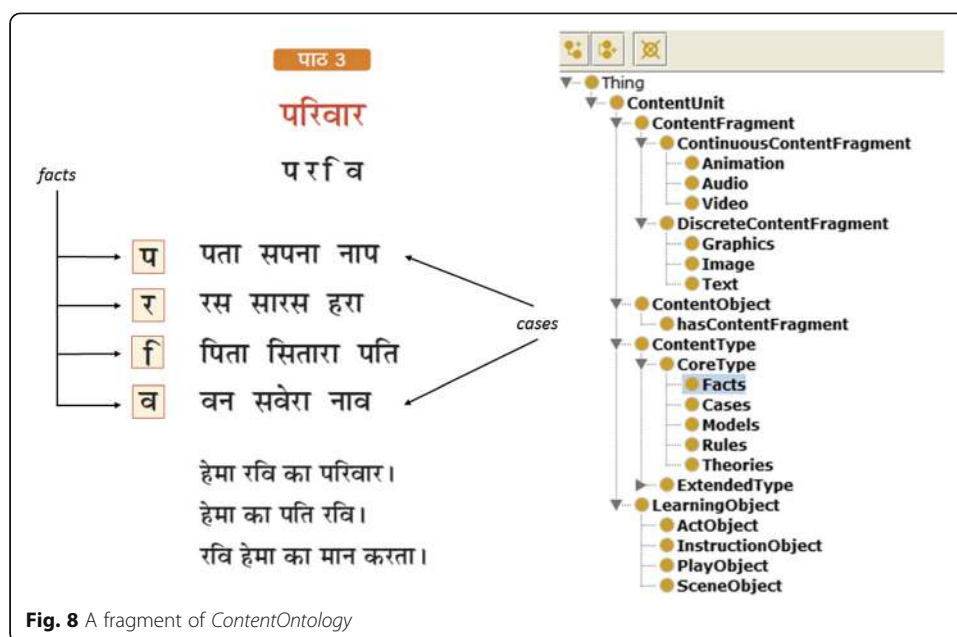 पाठ 3
परिवार
प र ि व
facts
प पता सपना नाप
र रस सारस हरा
cases
ि पिता सितारा पति
व वन सवेरा नाव
हेमा रवि का परिवार।
हेमा का पति रवि।
रवि हेमा का मान करता।
Thing
ContentUnit
ContentFragment
ContinuousContentFragment
Animation
Audio
Video
DiscreteContentFragment
Graphics
Image
Text
ContentObject
hasContentFragment
ContentType
CoreType
Facts
Cases
Models
Rules
Theories
ExtendedType
LearningObject
ActObject
InstructionObject
PlayObject
SceneObject
Fig. 8 A fragment of ContentOntology